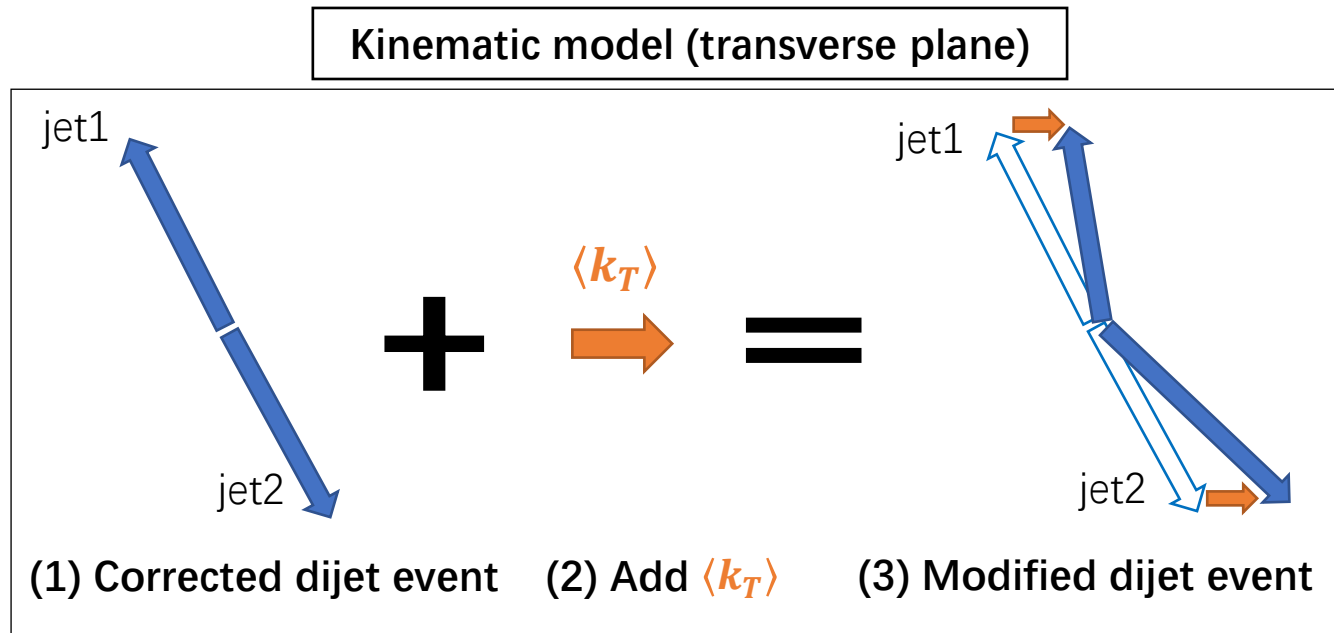 Kinematic model (transverse plane)
jet1
jet2
⟨k_T⟩
jet1
jet2
(1) Corrected dijet event
(2) Add ⟨k_T⟩
(3) Modified dijet event